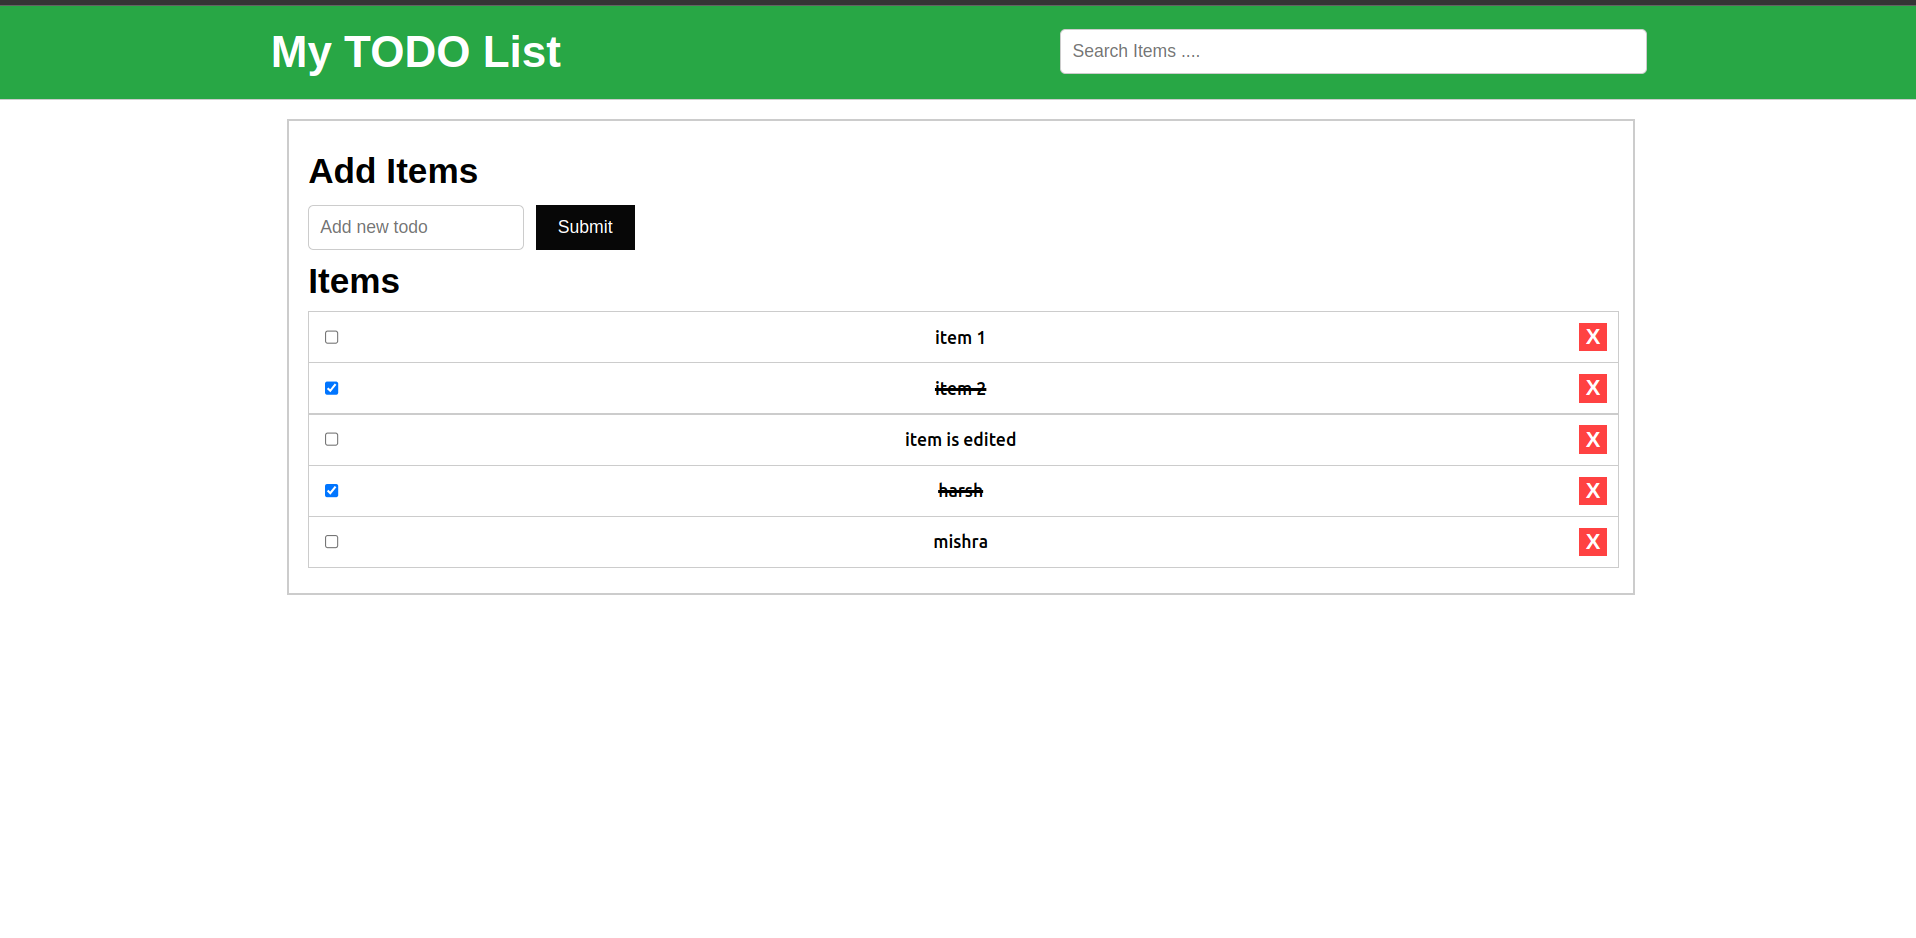 My TODO List
Search Items ....
Add Items
Add new todo
Submit
Items
item 1 X
item 2 X
item is edited X
harsh X
mishra X